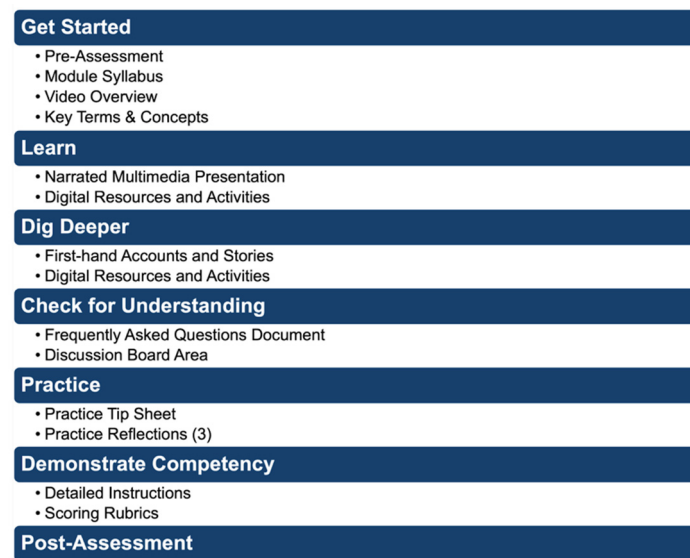 Get Started
• Pre-Assessment
• Module Syllabus
• Video Overview
• Key Terms & Concepts
Learn
• Narrated Multimedia Presentation
• Digital Resources and Activities
Dig Deeper
• First-hand Accounts and Stories
• Digital Resources and Activities
Check for Understanding
• Frequently Asked Questions Document
• Discussion Board Area
Practice
• Practice Tip Sheet
• Practice Reflections (3)
Demonstrate Competency
• Detailed Instructions
• Scoring Rubrics
Post-Assessment